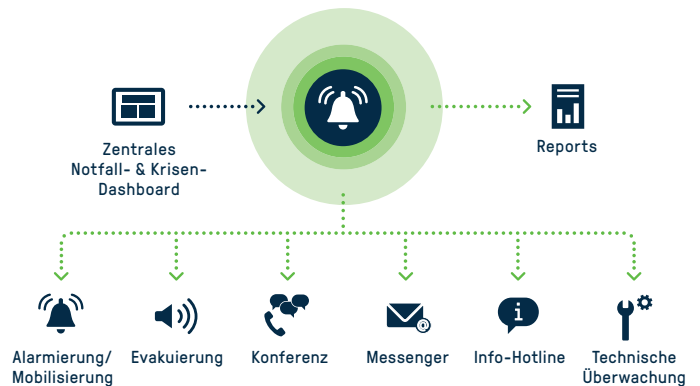 Zentrales
Notfall- & Krisen-
Dashboard
Reports
Alarmierung/
Mobilisierung
Evakuierung
Konferenz
Messenger
Info-Hotline
Technische
Überwachung